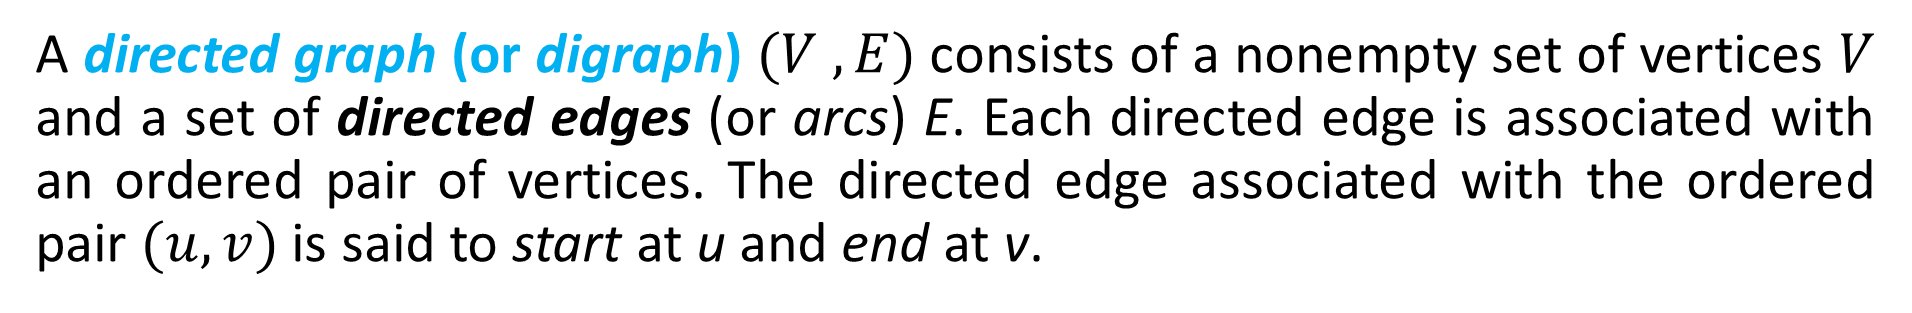 A directed graph (or digraph) (V , E) consists of a nonempty set of vertices V
and a set of directed edges (or arcs) E. Each directed edge is associated with
an ordered pair of vertices. The directed edge associated with the ordered
pair (u, v) is said to start at u and end at v.